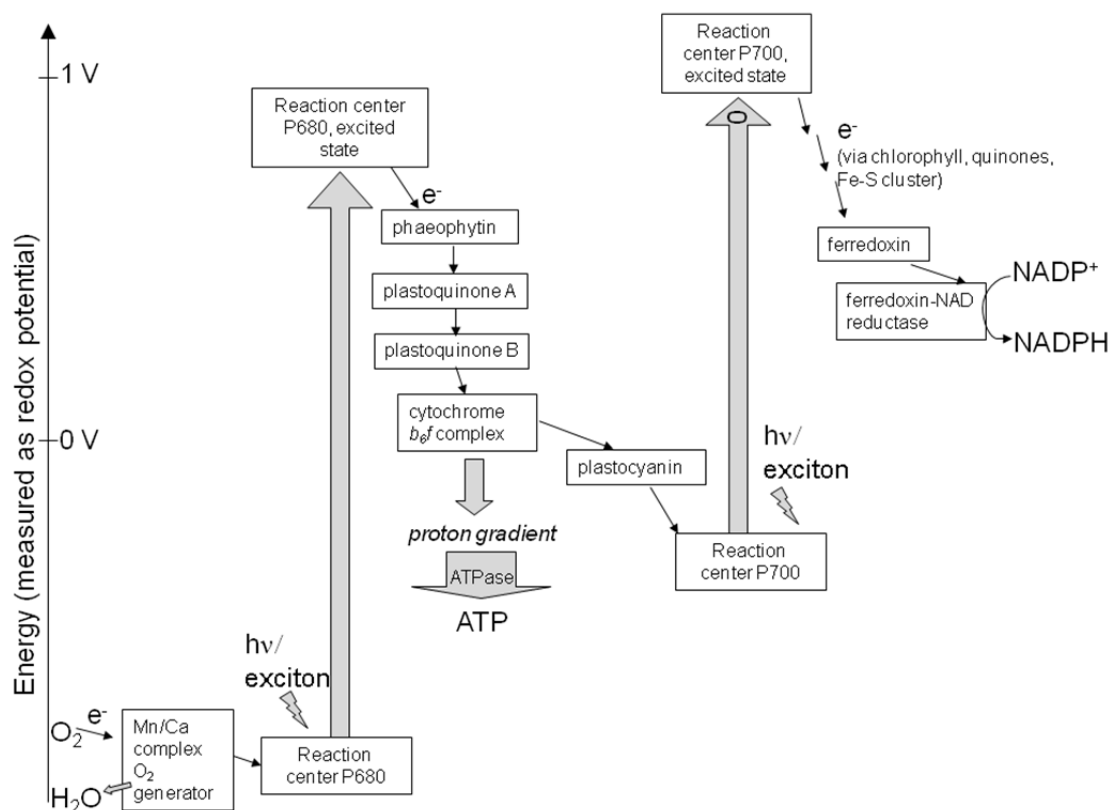 Energy (measured as redox potential)
1 V
0 V
O₂
e⁻
H₂O
Mn/Ca
complex
O₂
generator
hν/
exciton
Reaction
center P680
Reaction center
P680, excited
state
e⁻
phaeophytin
plastoquinone A
plastoquinone B
cytochrome
b₆f complex
proton gradient
ATPase
ATP
plastocyanin
Reaction
center P700
hν/
exciton
O
Reaction
center P700,
excited state
e⁻
(via chlorophyll, quinones,
Fe-S cluster)
ferredoxin
ferredoxin-NAD
reductase
NADP⁺
NADPH